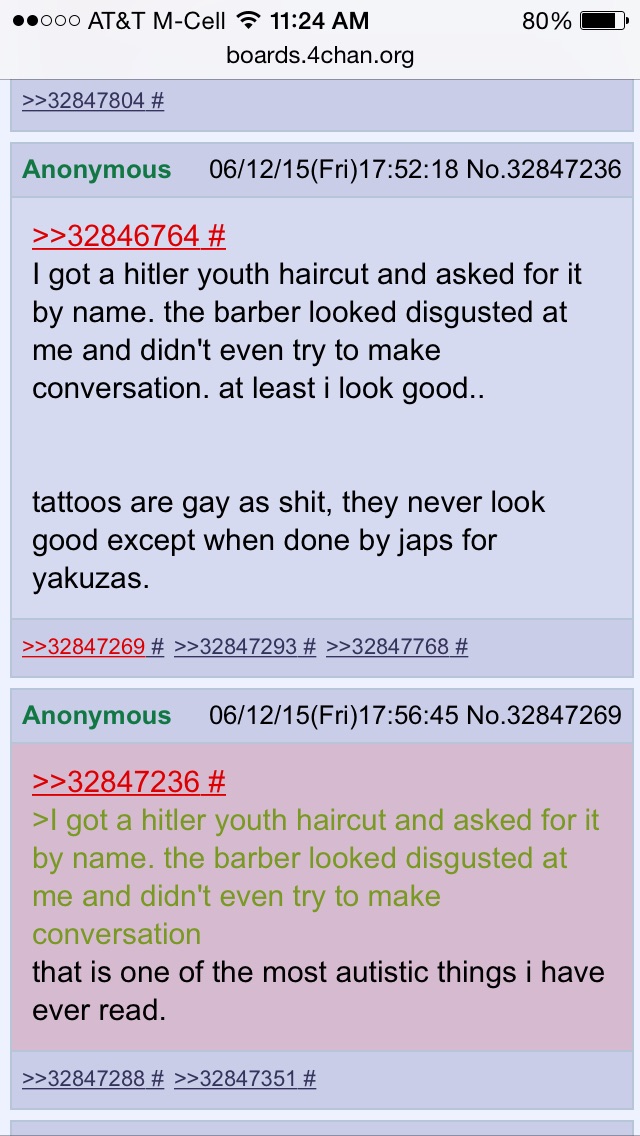 ●●○○○ AT&T M-Cell 11:24 AM 80%
boards.4chan.org
>>32847804 #
Anonymous 06/12/15(Fri)17:52:18 No.32847236
>>32846764 #
I got a hitler youth haircut and asked for it
by name. the barber looked disgusted at
me and didn't even try to make
conversation. at least i look good..
tattoos are gay as shit, they never look
good except when done by japs for
yakuzas.
>>32847269 # >>32847293 # >>32847768 #
Anonymous 06/12/15(Fri)17:56:45 No.32847269
>>32847236 #
>I got a hitler youth haircut and asked for it
by name. the barber looked disgusted at
me and didn't even try to make
conversation
that is one of the most autistic things i have
ever read.
>>32847288 # >>32847351 #